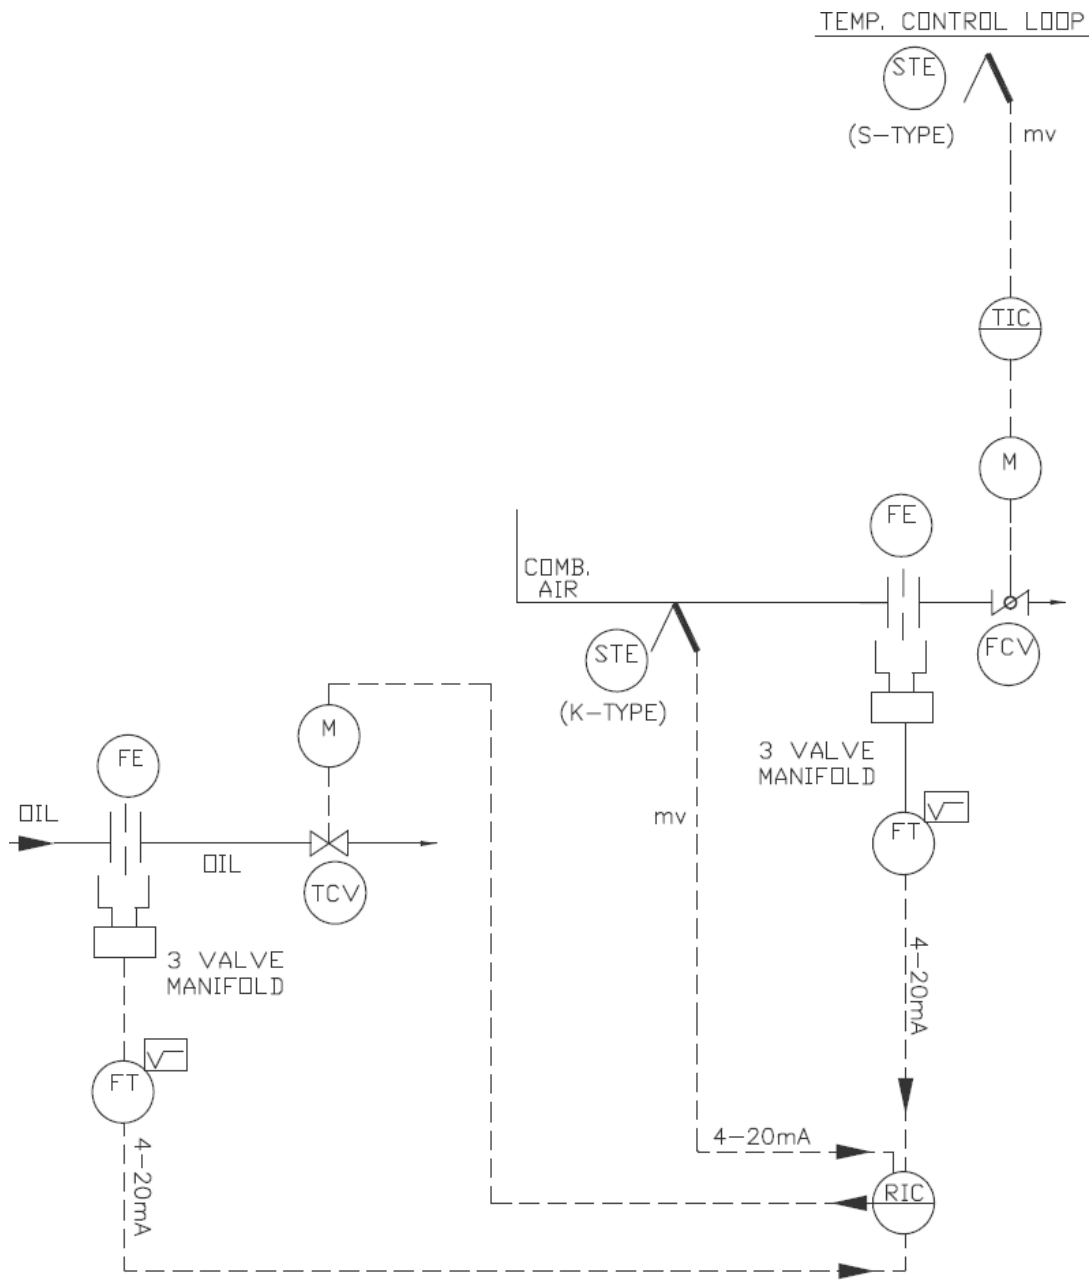 TEMP. CONTROL LOOP
STE
(S-TYPE)
mv
TIC
M
FE
COMB.
AIR
FCV
STE
(K-TYPE)
M
3 VALVE
MANIFOLD
FE
OIL
mv
FT
√
OIL
TCV
3 VALVE
MANIFOLD
4-20mA
√
FT
4-20mA
4-20mA
RIC